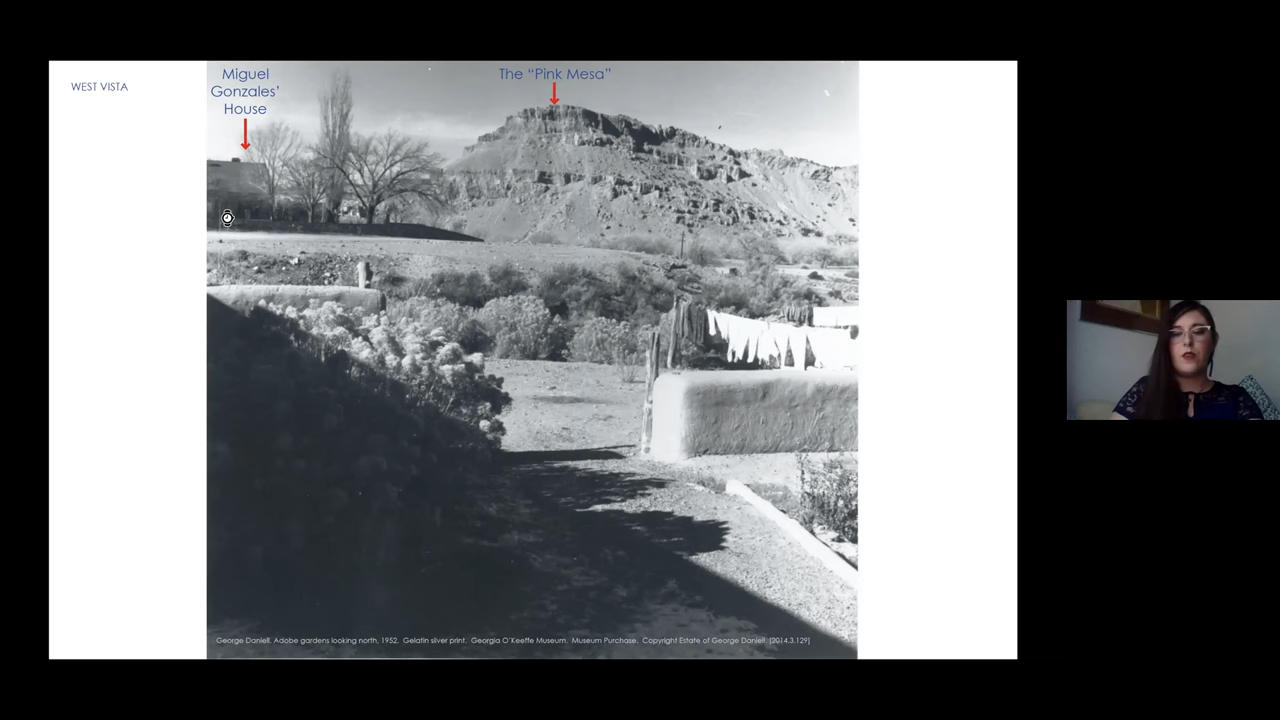 WEST VISTA
Miguel
Gonzales'
House
The "Pink Mesa"
George Daniell. Adobe gardens looking north, 1952. Gelatin silver print. Georgia O'Keeffe Museum. Museum Purchase. Copyright Estate of George Daniell. [2014.3.129]